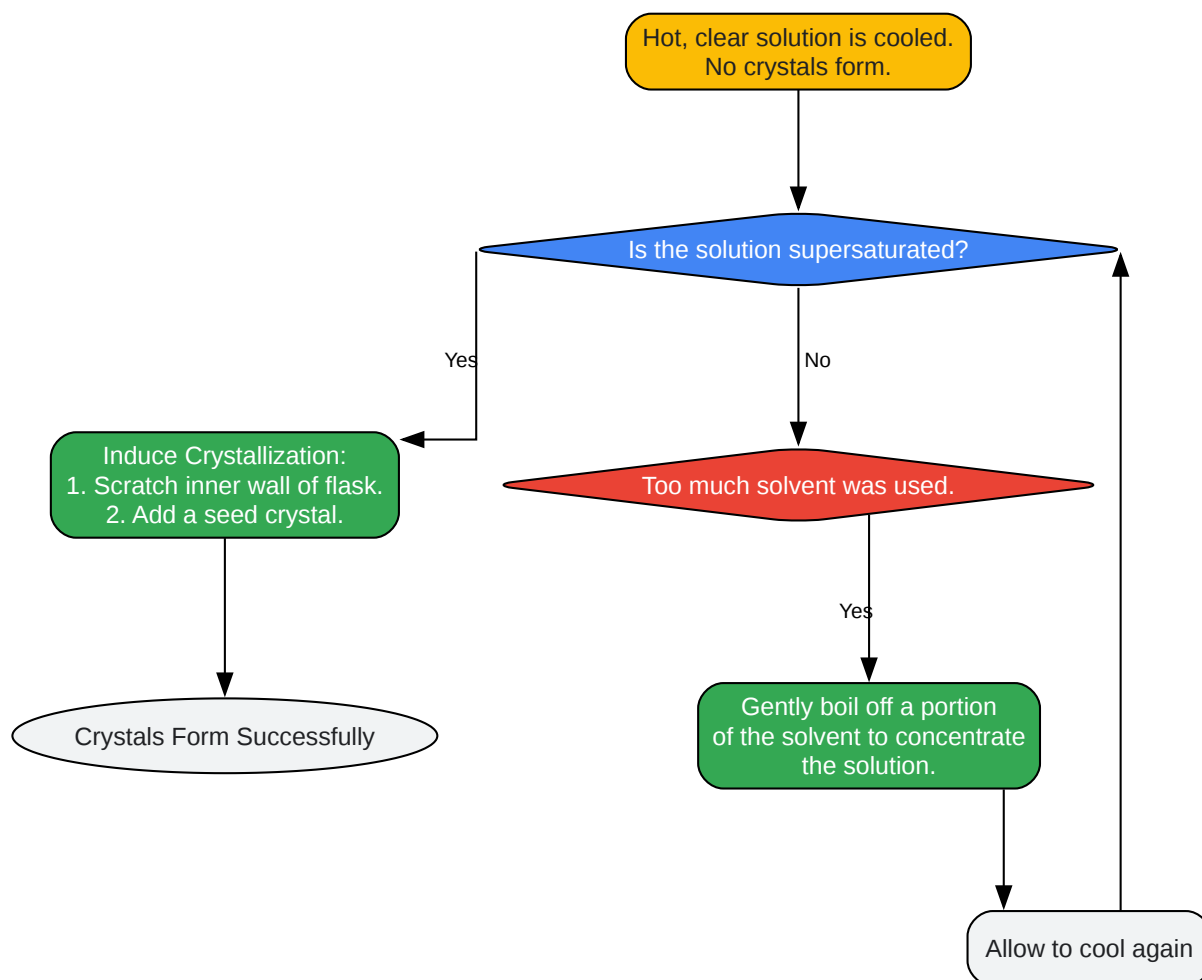 Hot, clear solution is cooled.
No crystals form.
Is the solution supersaturated?
Yes
No
Induce Crystallization:
1. Scratch inner wall of flask.
2. Add a seed crystal.
Too much solvent was used.
Yes
Crystals Form Successfully
Gently boil off a portion
of the solvent to concentrate
the solution.
Allow to cool again